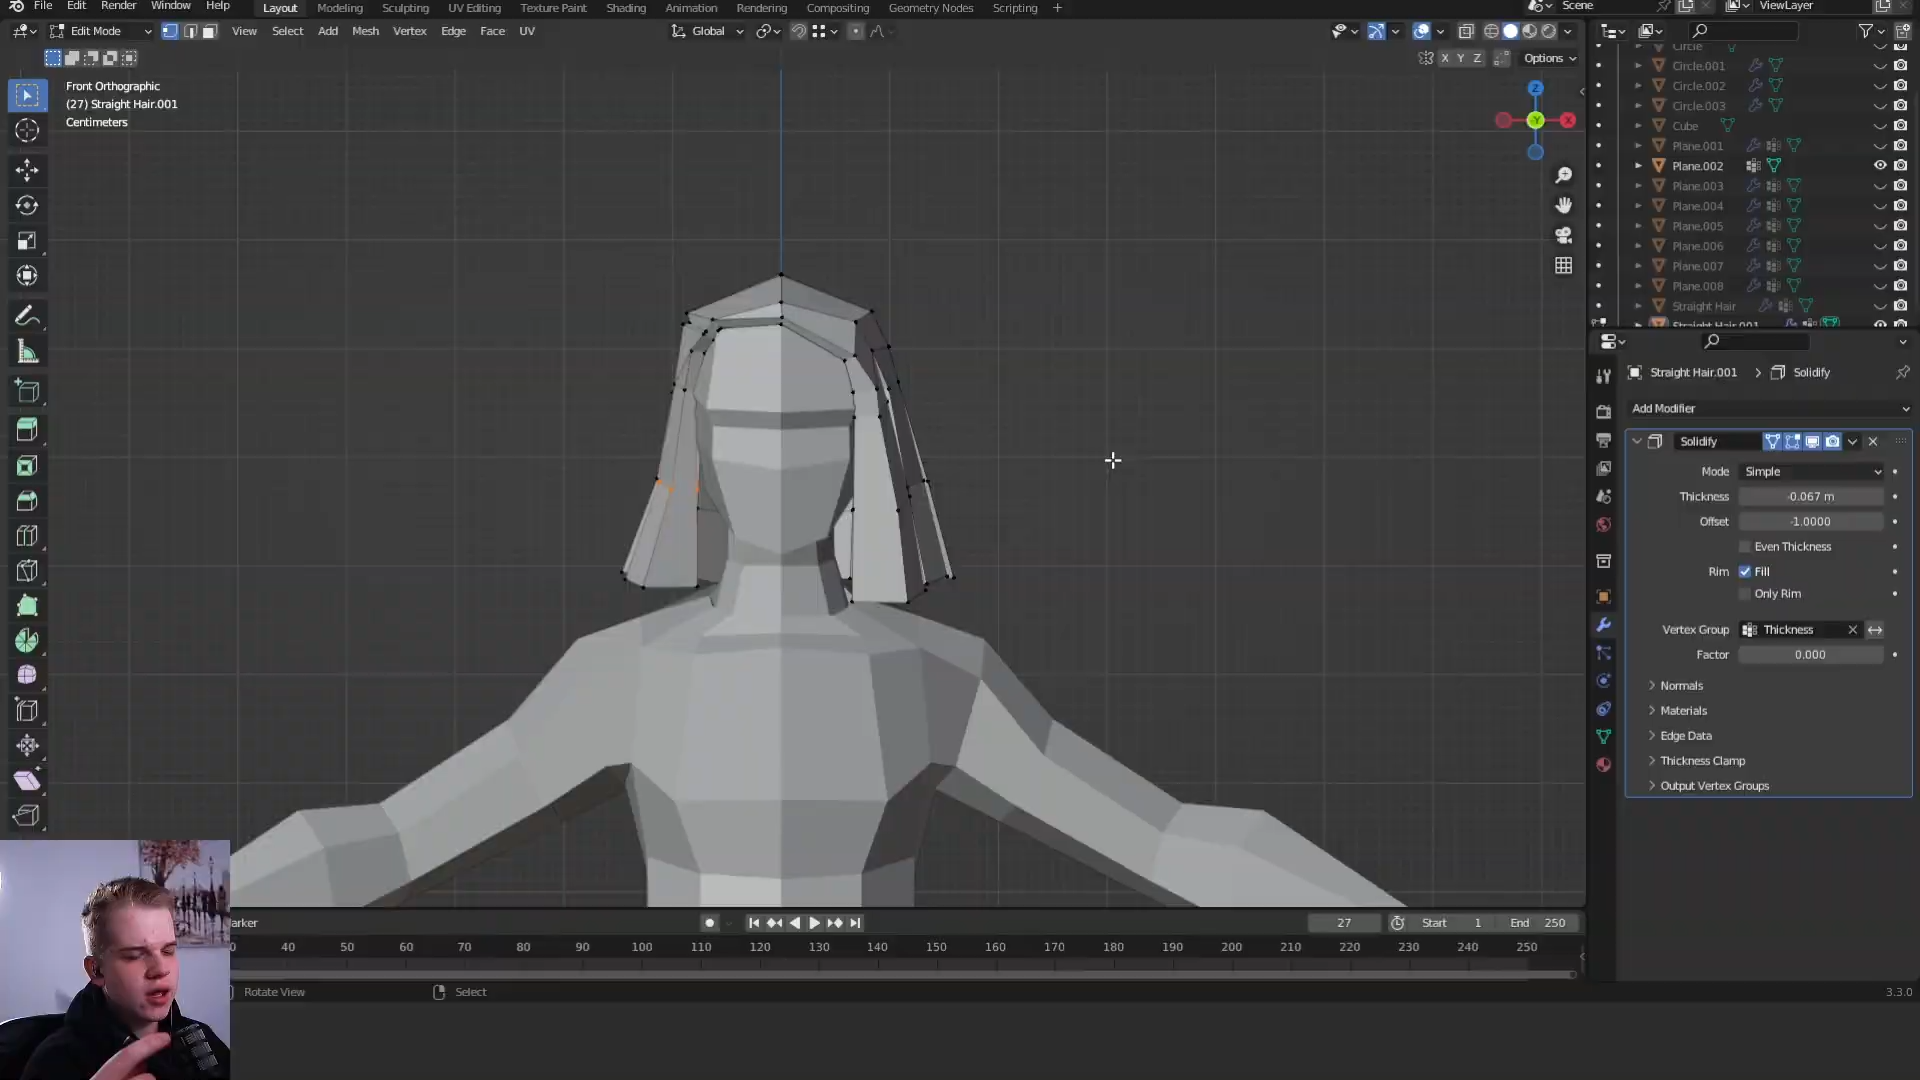 File Edit Render Window Help Layout Modeling Sculpting UV Editing Texture Paint Shading Animation Rendering Compositing Geometry Nodes Scripting + Scene ViewLayer
Edit Mode View Select Add Mesh Vertex Edge Face UV Global
X Y Z Options
Front Orthographic
(27) Straight Hair.001
Centimeters
Z
Y
X
Circle
Circle.001
Circle.002
Circle.003
Cube
Plane.001
Plane.002
Plane.003
Plane.004
Plane.005
Plane.006
Plane.007
Plane.008
Straight Hair
Straight Hair.001
Straight Hair.001 > Solidify
Add Modifier
Solidify
Mode Simple
Thickness -0.067 m
Offset -1.0000
Even Thickness
Rim Fill
Only Rim
Vertex Group Thickness
Factor 0.000
Normals
Materials
Edge Data
Thickness Clamp
Output Vertex Groups
arker 27 Start 1 End 250
0 40 50 60 70 80 90 100 110 120 130 140 150 160 170 180 190 200 210 220 230 240 250
Rotate View Select 3.3.0